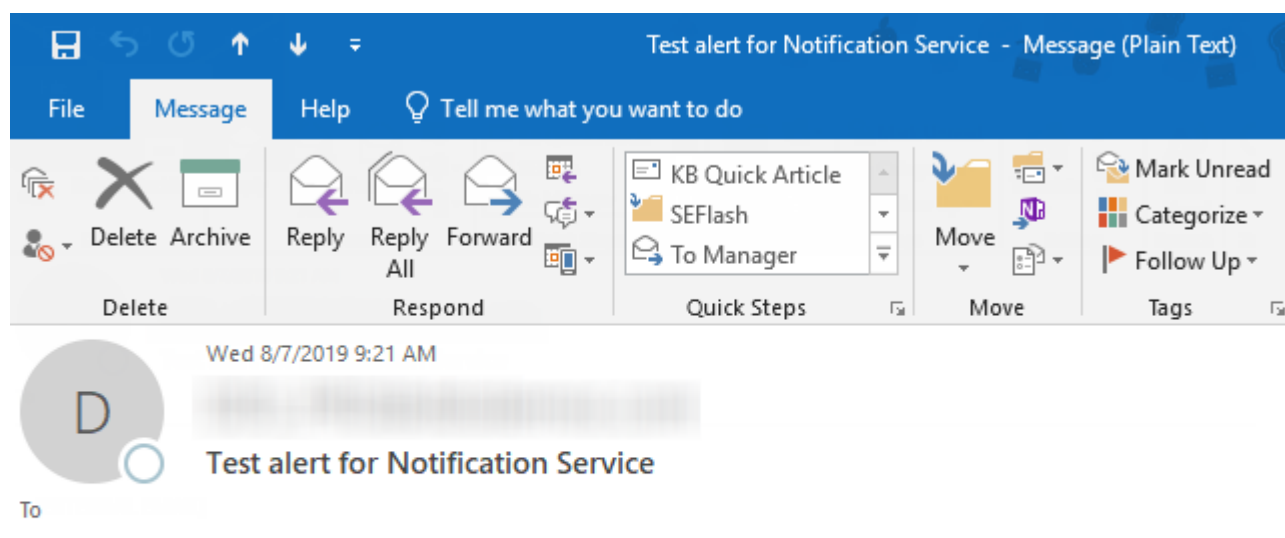 Test alert for Notification Service - Message (Plain Text)
File Message Help Tell me what you want to do
KB Quick Article Mark Unread
SEFlash Categorize
Delete Archive Reply Reply All Forward To Manager Move Follow Up
Delete Respond Quick Steps Move Tags
Wed 8/7/2019 9:21 AM
D
Test alert for Notification Service
To